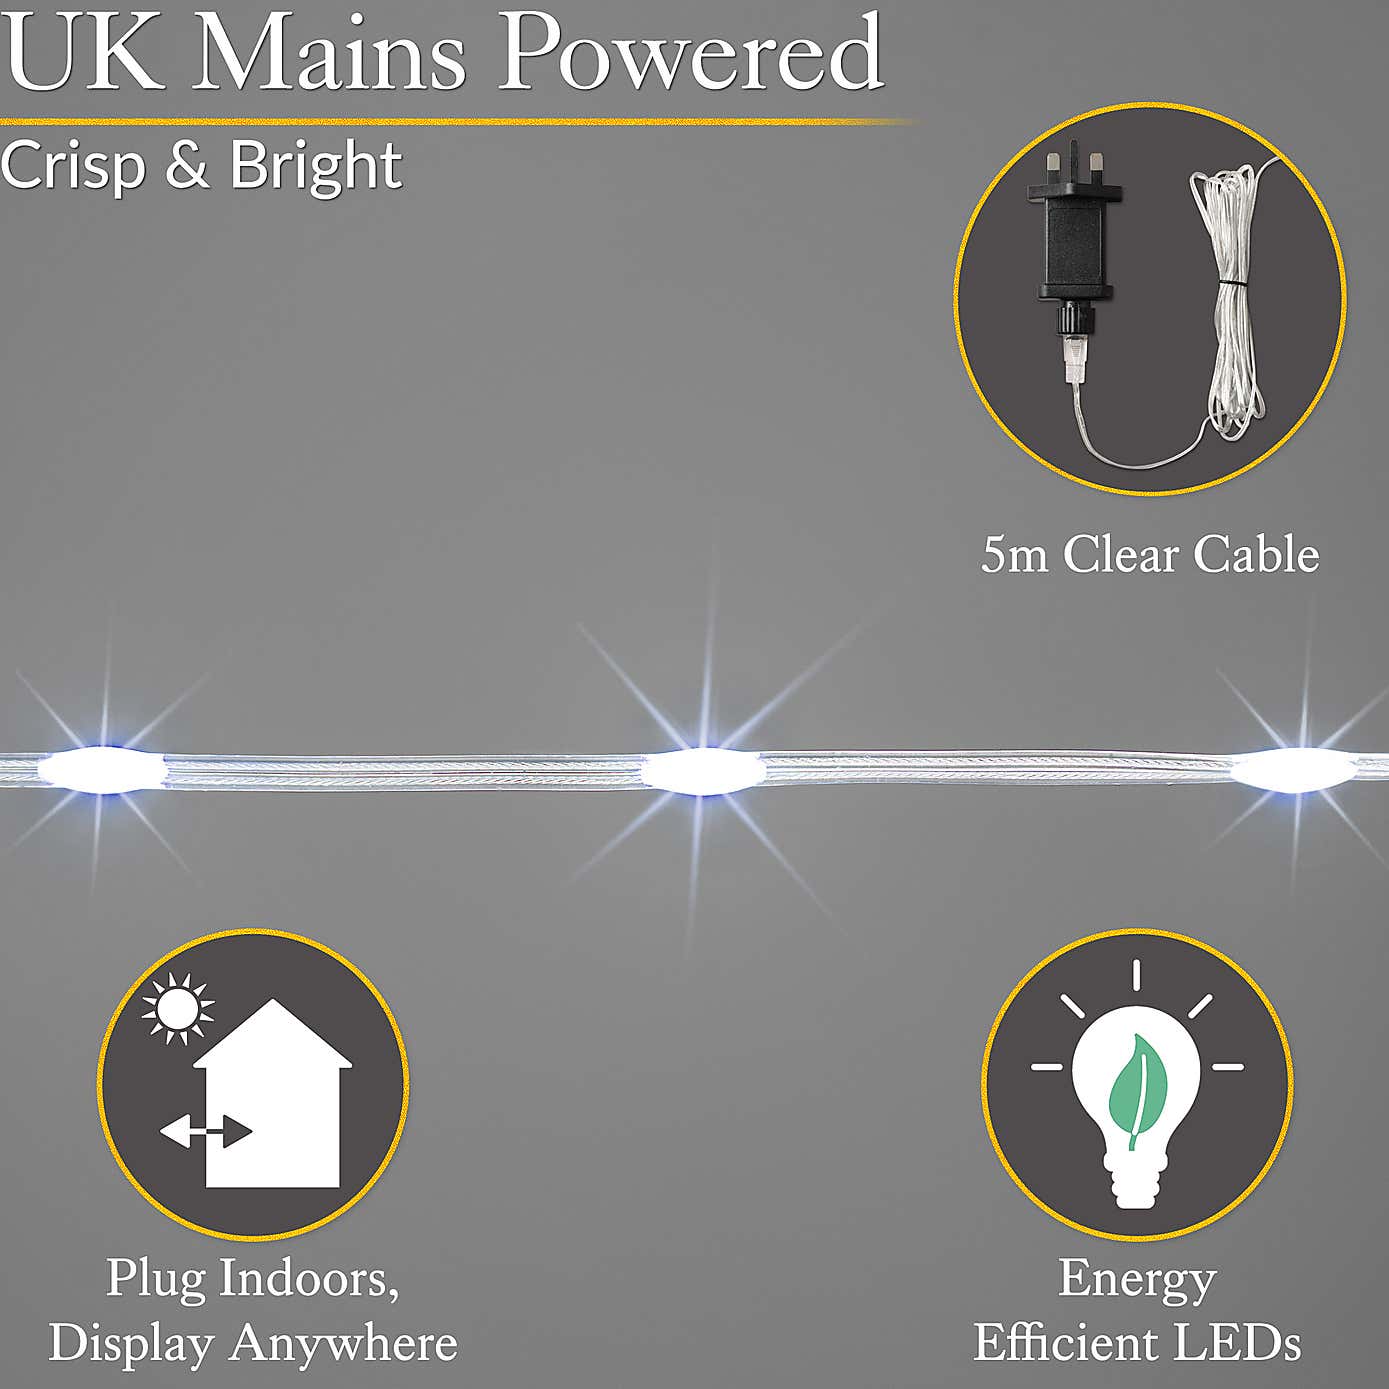 UK Mains Powered
Crisp & Bright
5m Clear Cable
Plug Indoors,
Display Anywhere
Energy
Efficient LEDs